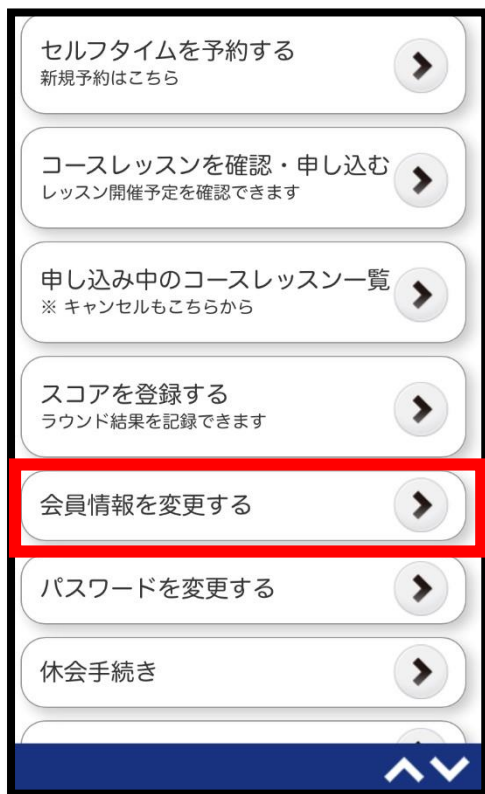 セルフタイムを予約する
新規予約はこちら
コースレッスンを確認・申し込む
レッスン開催予定を確認できます
申し込み中のコースレッスン一覧
※ キャンセルもこちらから
スコアを登録する
ラウンド結果を記録できます
会員情報を変更する
パスワードを変更する
休会手続き